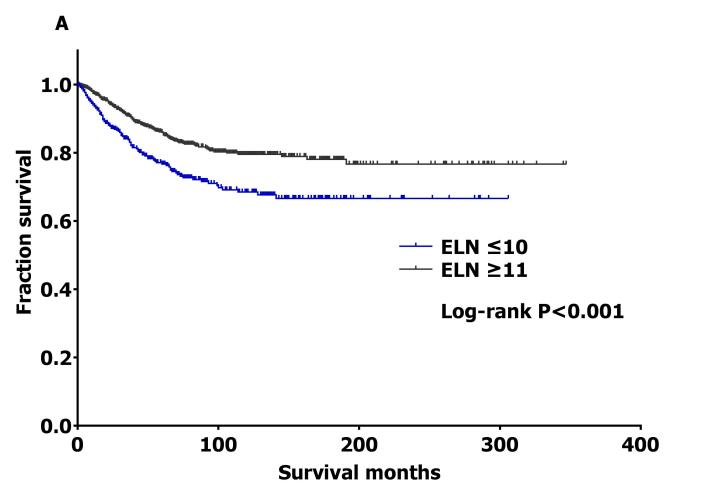 A
1.0
0.8
0.6
0.4
0.2
0.0
Fraction survival
ELN ≤10
ELN ≥11
Log-rank P<0.001
0 100 200 300 400
Survival months